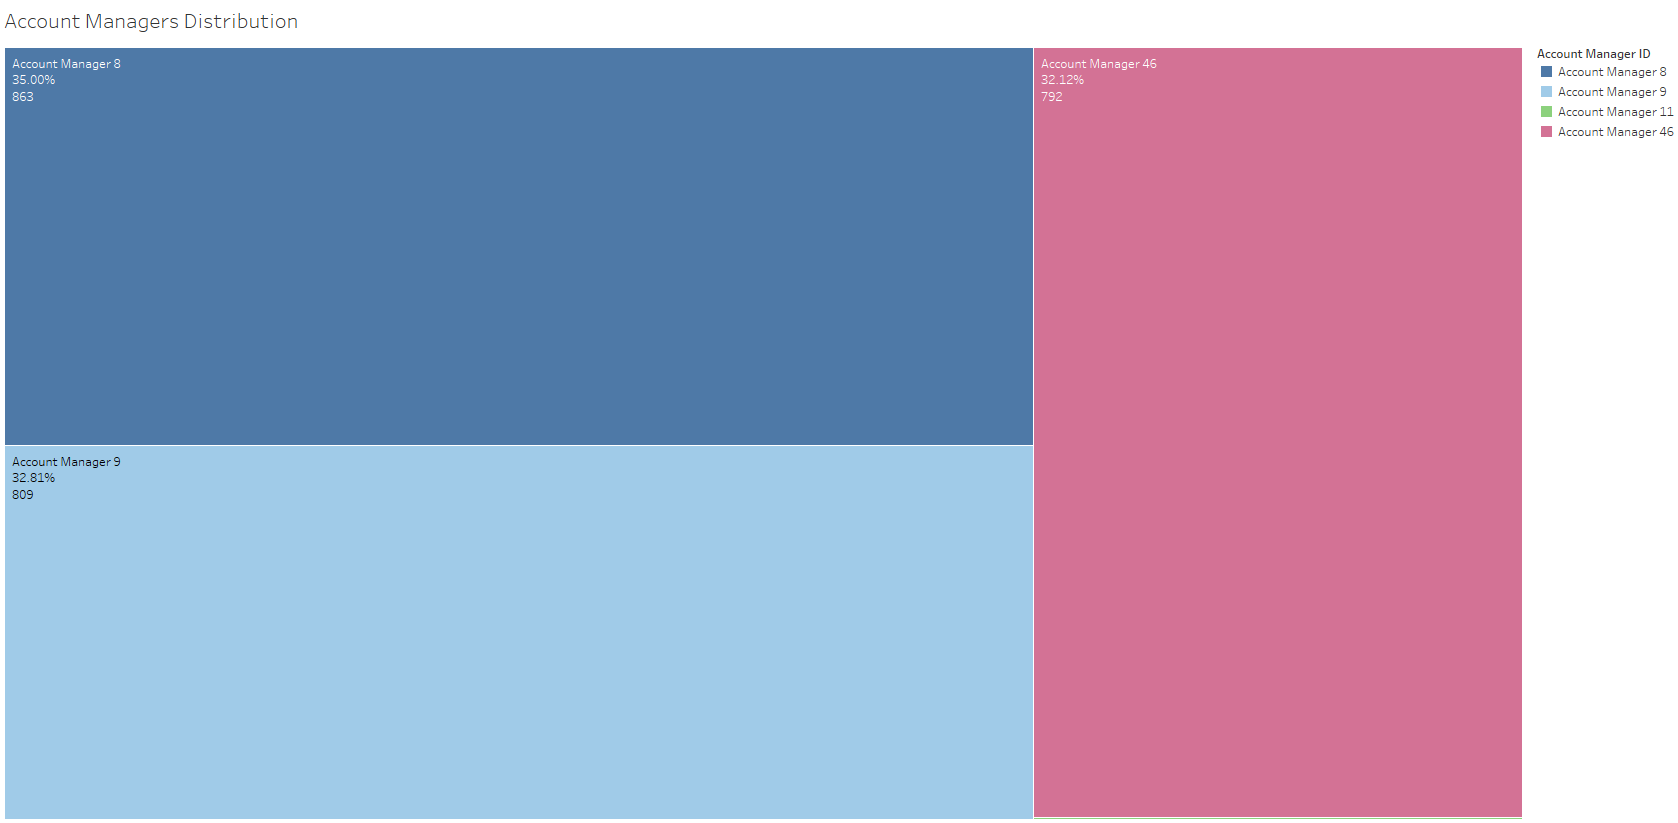 Account Managers Distribution
Account Manager 8
35.00%
863
Account Manager 46
32.12%
792
Account Manager 9
32.81%
809
Account Manager ID
Account Manager 8
Account Manager 9
Account Manager 11
Account Manager 46